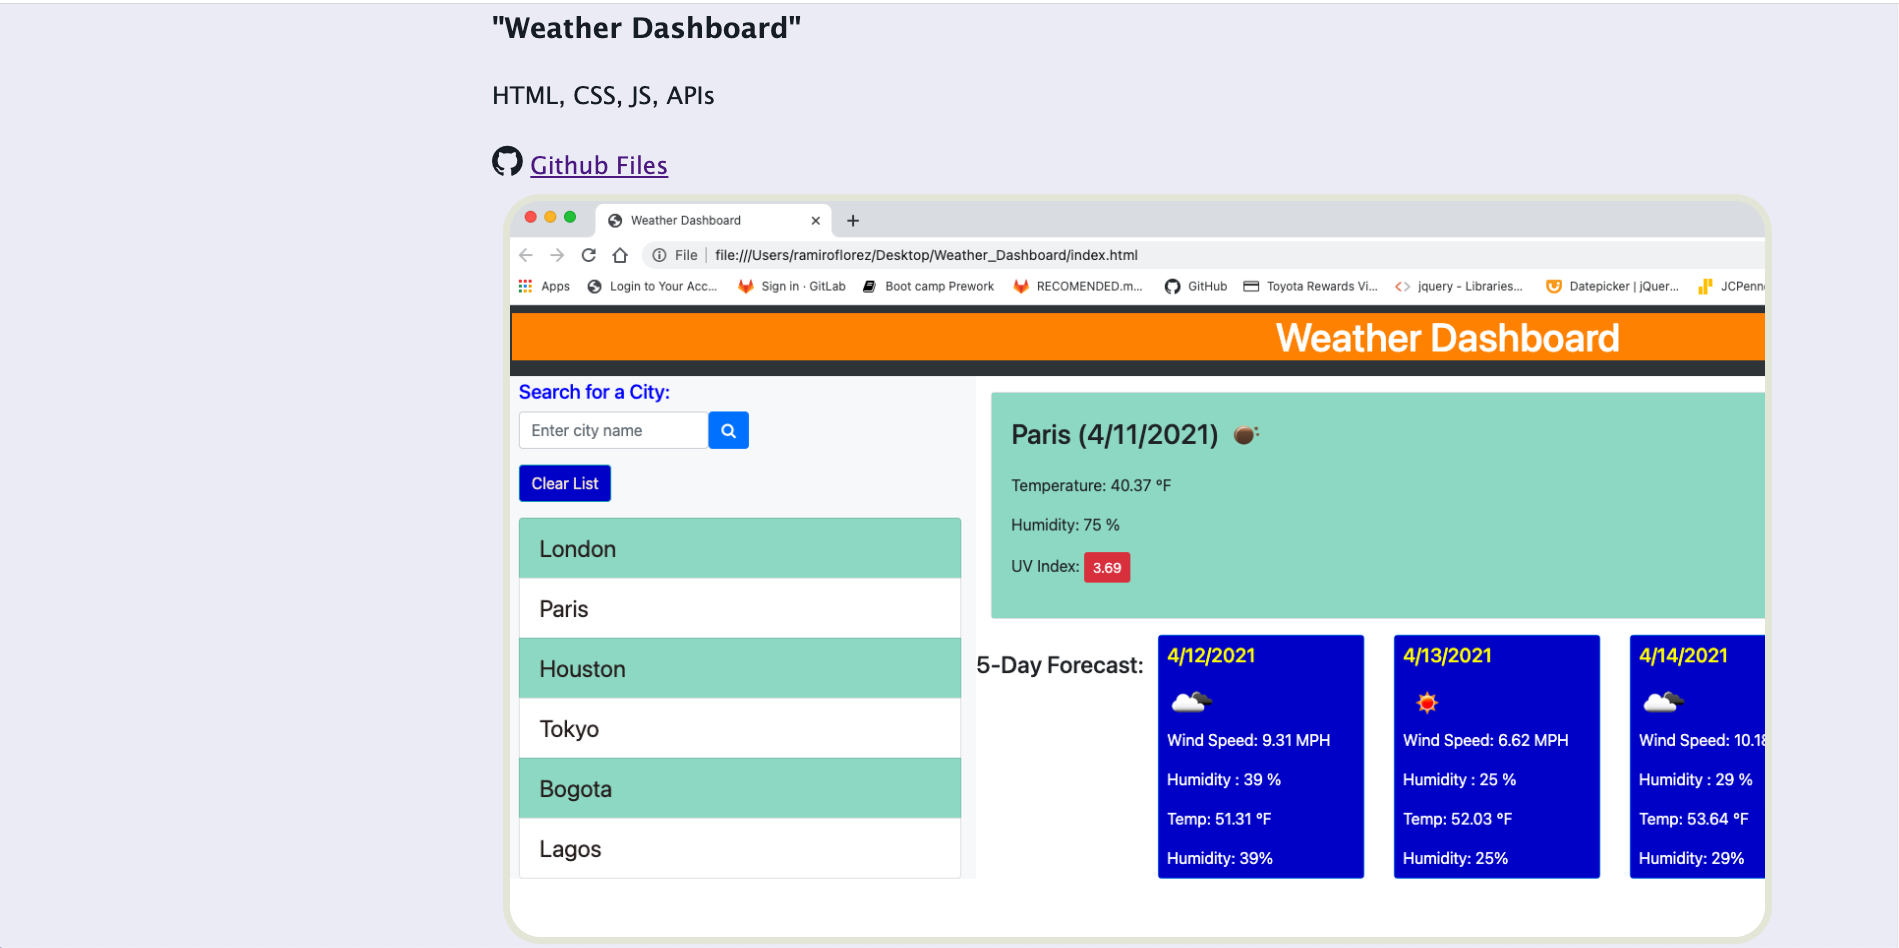 "Weather Dashboard"
HTML, CSS, JS, APIs
Github Files
Weather Dashboard
File | file:///Users/ramiroflorez/Desktop/Weather_Dashboard/index.html
Apps Login to Your Acc... Sign in · GitLab Boot camp Prework RECOMENDED.m... GitHub Toyota Rewards Vi... jquery - Libraries... Datepicker | jQuer... JCPenn
Weather Dashboard
Search for a City:
Enter city name
Clear List
London
Paris
Houston
Tokyo
Bogota
Lagos
Paris (4/11/2021)
Temperature: 40.37 °F
Humidity: 75 %
UV Index: 3.69
5-Day Forecast:
4/12/2021
Wind Speed: 9.31 MPH
Humidity : 39 %
Temp: 51.31 °F
Humidity: 39%
4/13/2021
Wind Speed: 6.62 MPH
Humidity : 25 %
Temp: 52.03 °F
Humidity: 25%
4/14/2021
Wind Speed: 10.18
Humidity : 29 %
Temp: 53.64 °F
Humidity: 29%